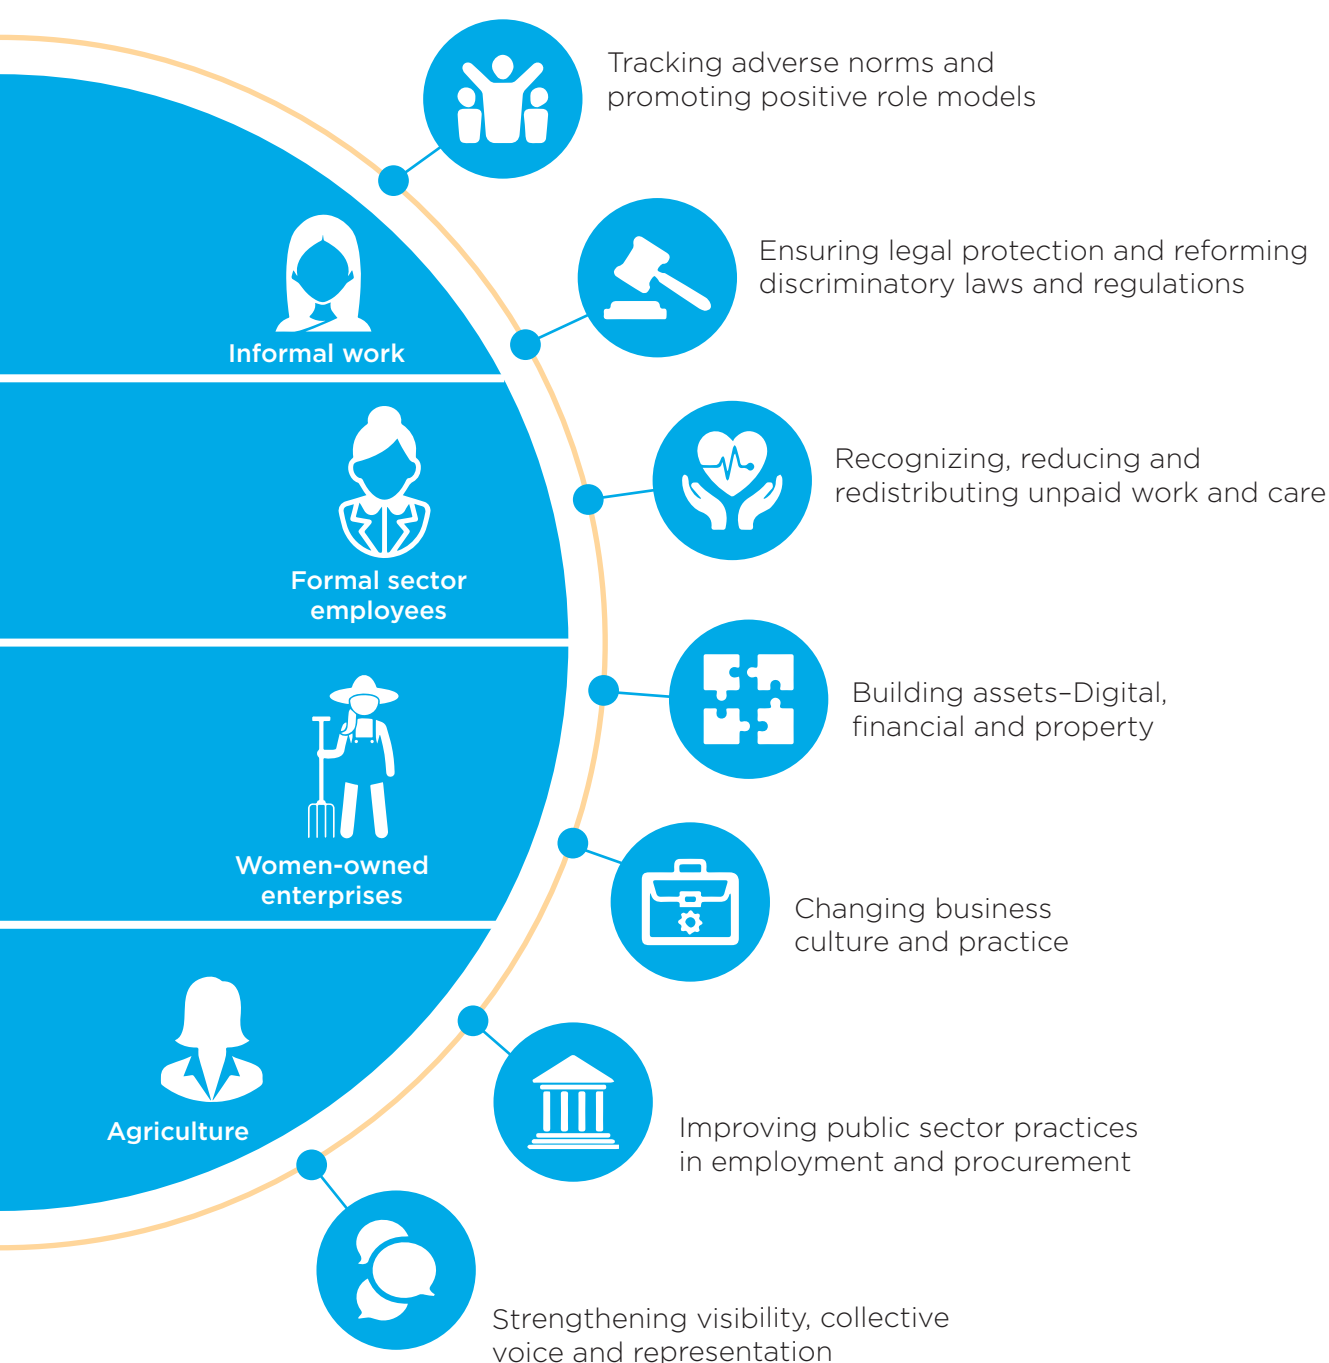 Tracking adverse norms and
promoting positive role models
Ensuring legal protection and reforming
discriminatory laws and regulations
Informal work
Recognizing, reducing and
redistributing unpaid work and care
Formal sector
employees
Building assets–Digital,
financial and property
Women-owned
enterprises
Changing business
culture and practice
Agriculture
Improving public sector practices
in employment and procurement
Strengthening visibility, collective
voice and representation